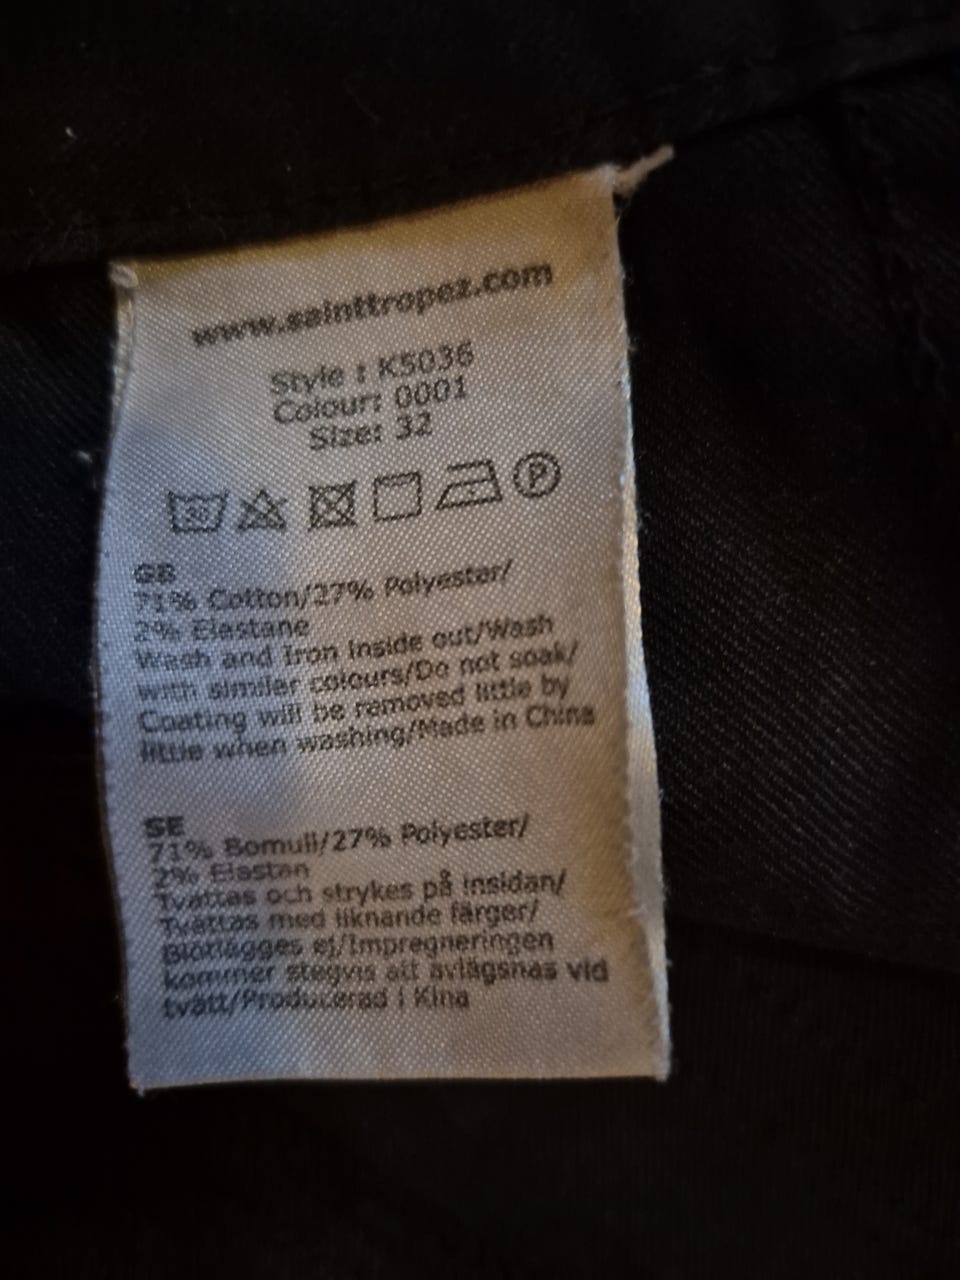 www.sainttropez.com
Style : K5036
Colour: 0001
Size: 32
P
GB
71% Cotton/27% Polyester/
2% Elastane
Wash and Iron inside out/Wash
with similar colours/Do not soak/
Coating will be removed little by
little when washing/Made in China
SE
71% Bomull/27% Polyester/
2% Elastan
Tvättas och strykes på insidan/
Tvättas med liknande färger/
Blötlägges ej/Impregneringen
kommer stegvis att avlägsnas vid
tvätt/Producerad i Kina